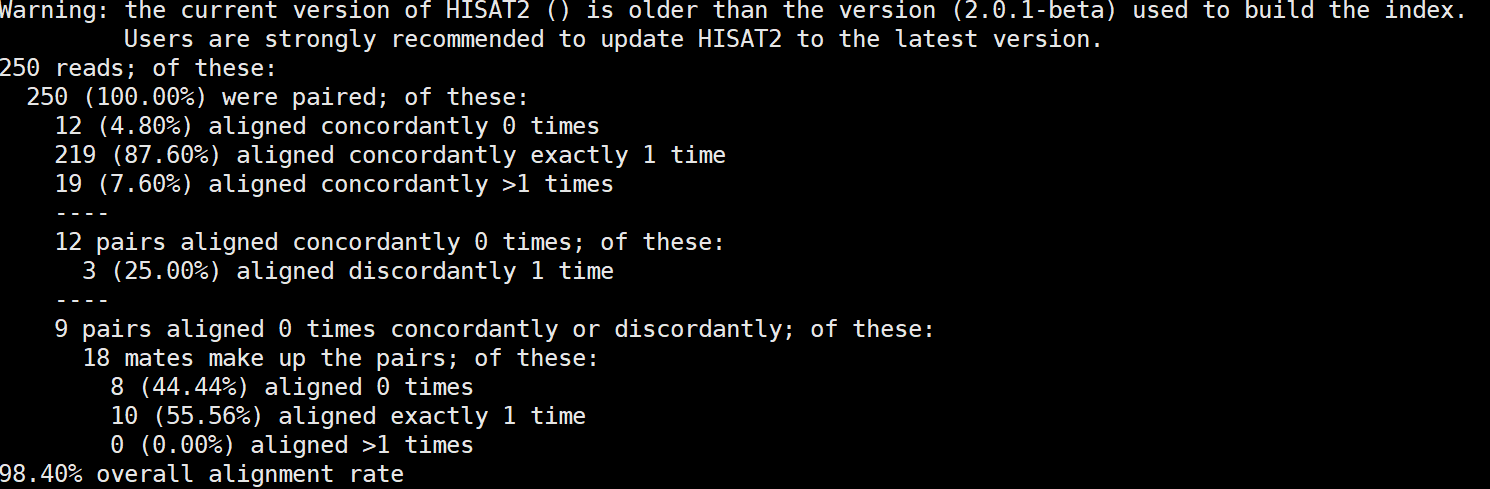 Warning: the current version of HISAT2 () is older than the version (2.0.1-beta) used to build the index.
         Users are strongly recommended to update HISAT2 to the latest version.
250 reads; of these:
  250 (100.00%) were paired; of these:
    12 (4.80%) aligned concordantly 0 times
    219 (87.60%) aligned concordantly exactly 1 time
    19 (7.60%) aligned concordantly >1 times
    ----
    12 pairs aligned concordantly 0 times; of these:
      3 (25.00%) aligned discordantly 1 time
    ----
    9 pairs aligned 0 times concordantly or discordantly; of these:
      18 mates make up the pairs; of these:
        8 (44.44%) aligned 0 times
        10 (55.56%) aligned exactly 1 time
        0 (0.00%) aligned >1 times
98.40% overall alignment rate